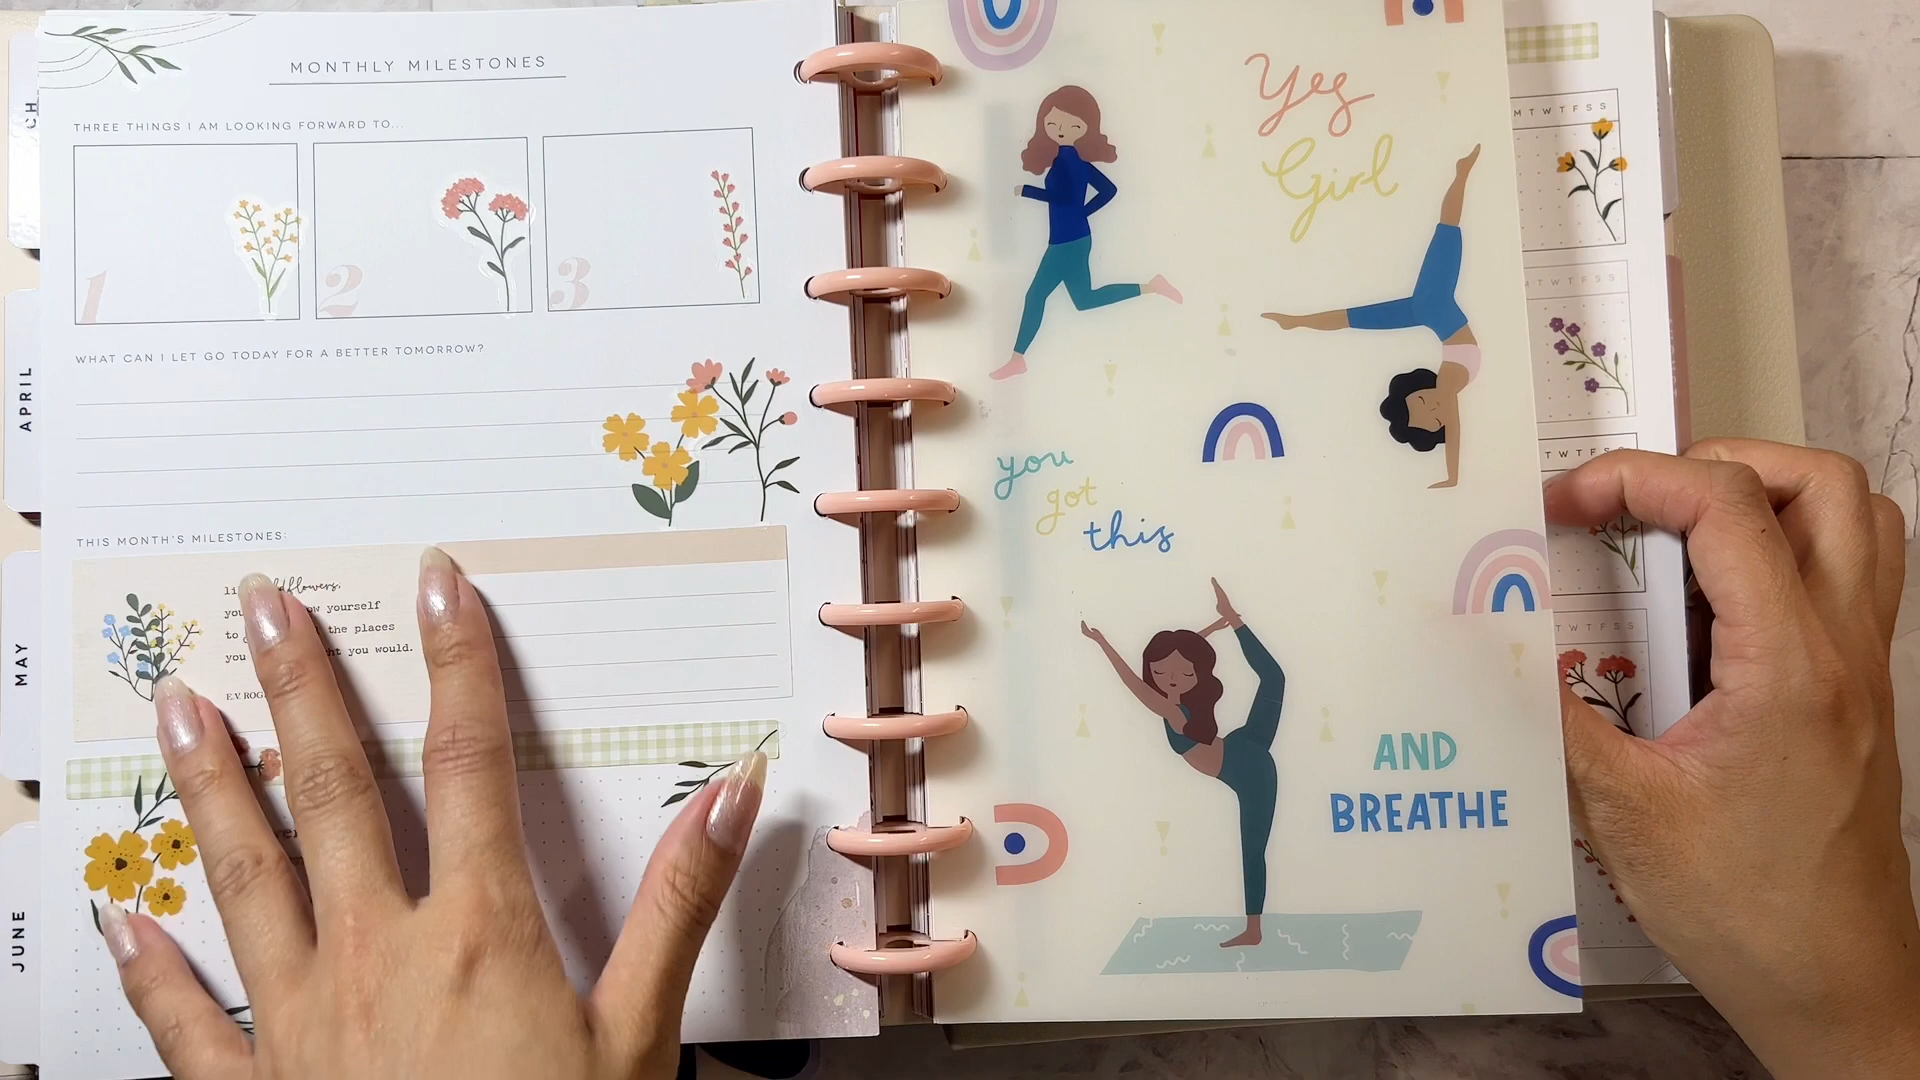 MONTHLY MILESTONES
THREE THINGS I AM LOOKING FORWARD TO...
1
2
3
WHAT CAN I LET GO TODAY FOR A BETTER TOMORROW?
THIS MONTH'S MILESTONES:
yourself
to the places
you would.
E.V.
APRIL
MAY
JUNE
Yes
Girl
you
got
this
AND
BREATHE
M T W T F S S
T W T F S S
T W T F S
T W T F S S